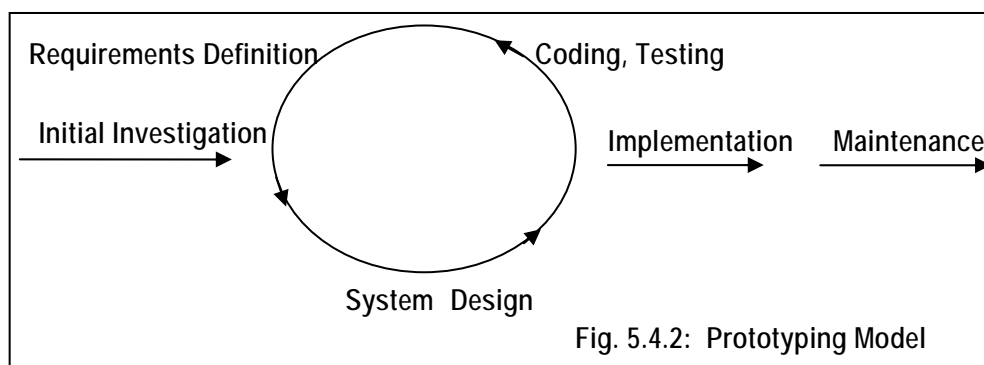 Requirements Definition
Coding, Testing
Initial Investigation
Implementation
Maintenance
System Design
Fig. 5.4.2: Prototyping Model